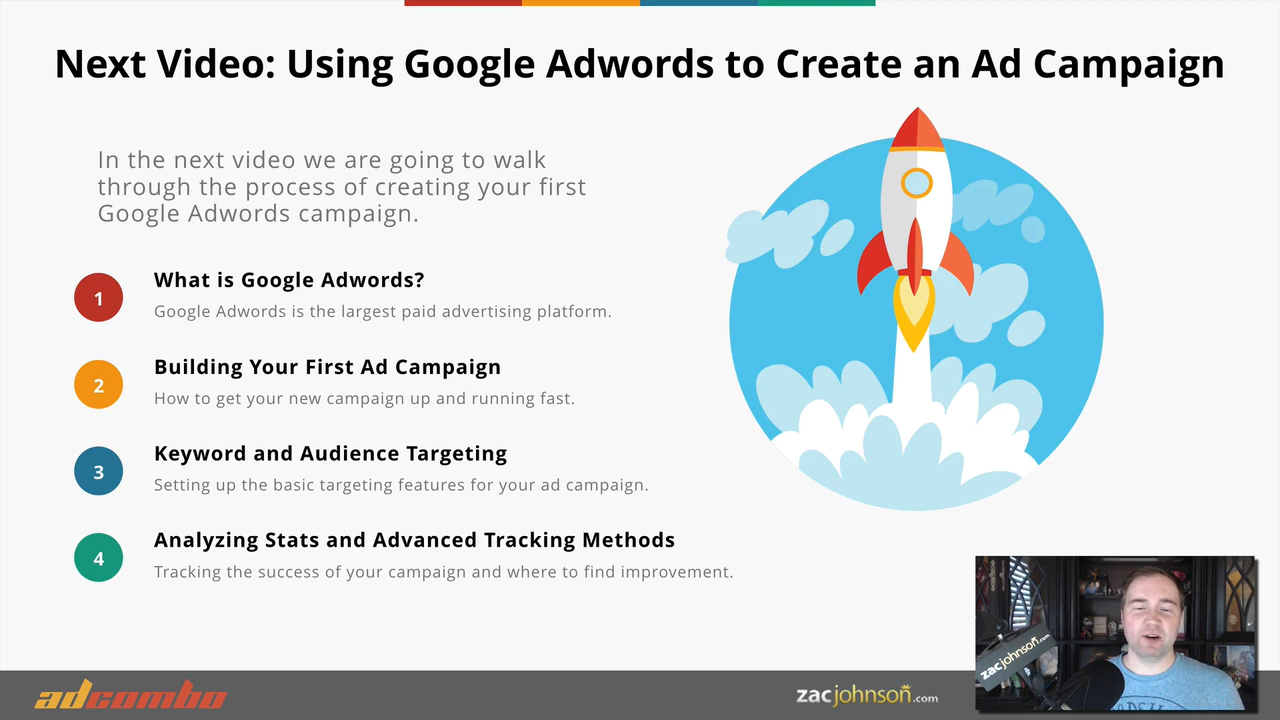 Next Video: Using Google Adwords to Create an Ad Campaign
In the next video we are going to walk
through the process of creating your first
Google Adwords campaign.
1
What is Google Adwords?
Google Adwords is the largest paid advertising platform.
2
Building Your First Ad Campaign
How to get your new campaign up and running fast.
3
Keyword and Audience Targeting
Setting up the basic targeting features for your ad campaign.
4
Analyzing Stats and Advanced Tracking Methods
Tracking the success of your campaign and where to find improvement.
adcombo
zacjohnson.com
zacjohnson.com